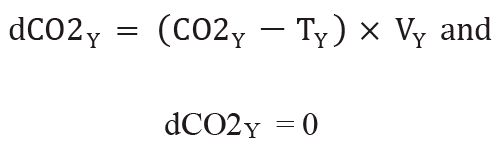 dCO2Y = (CO2Y − TY) × VY and
dCO2Y = 0